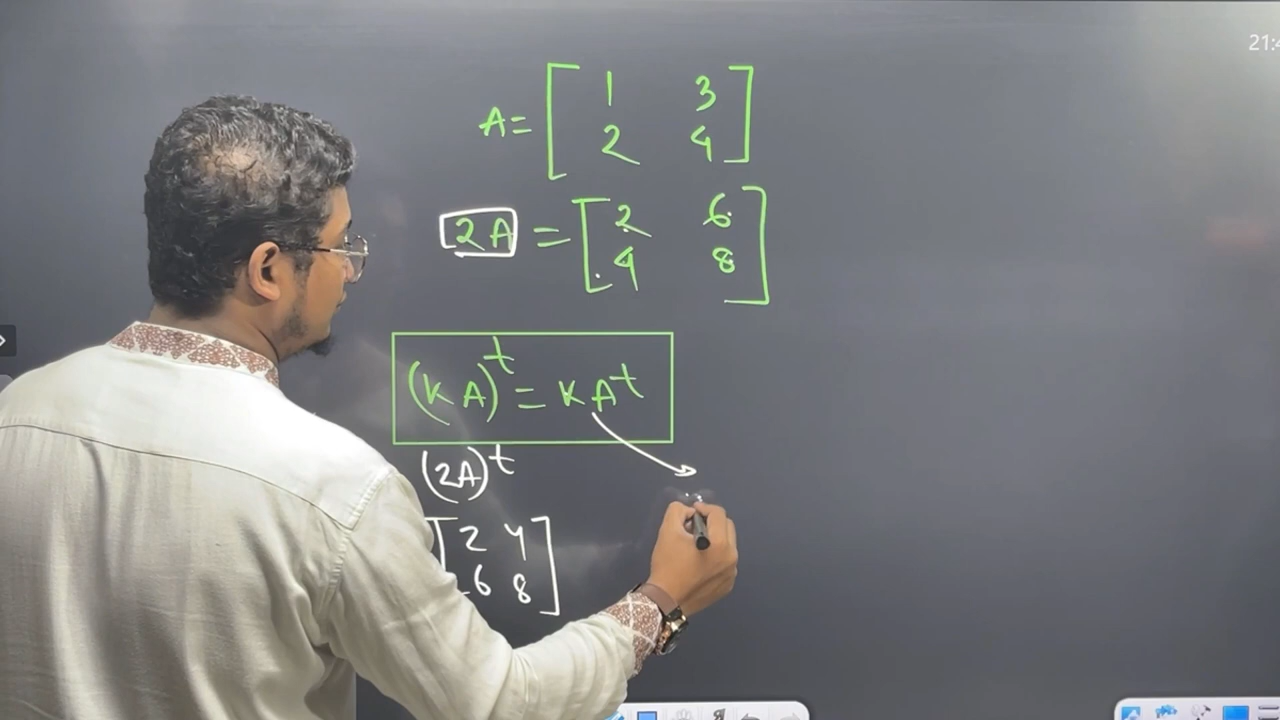 21:4
A = [ 1 3
2 4 ]
2A = [ 2 6
4 8 ]
(KA)^t = KA^t
(2A)^t
[ 2 4
6 8 ]